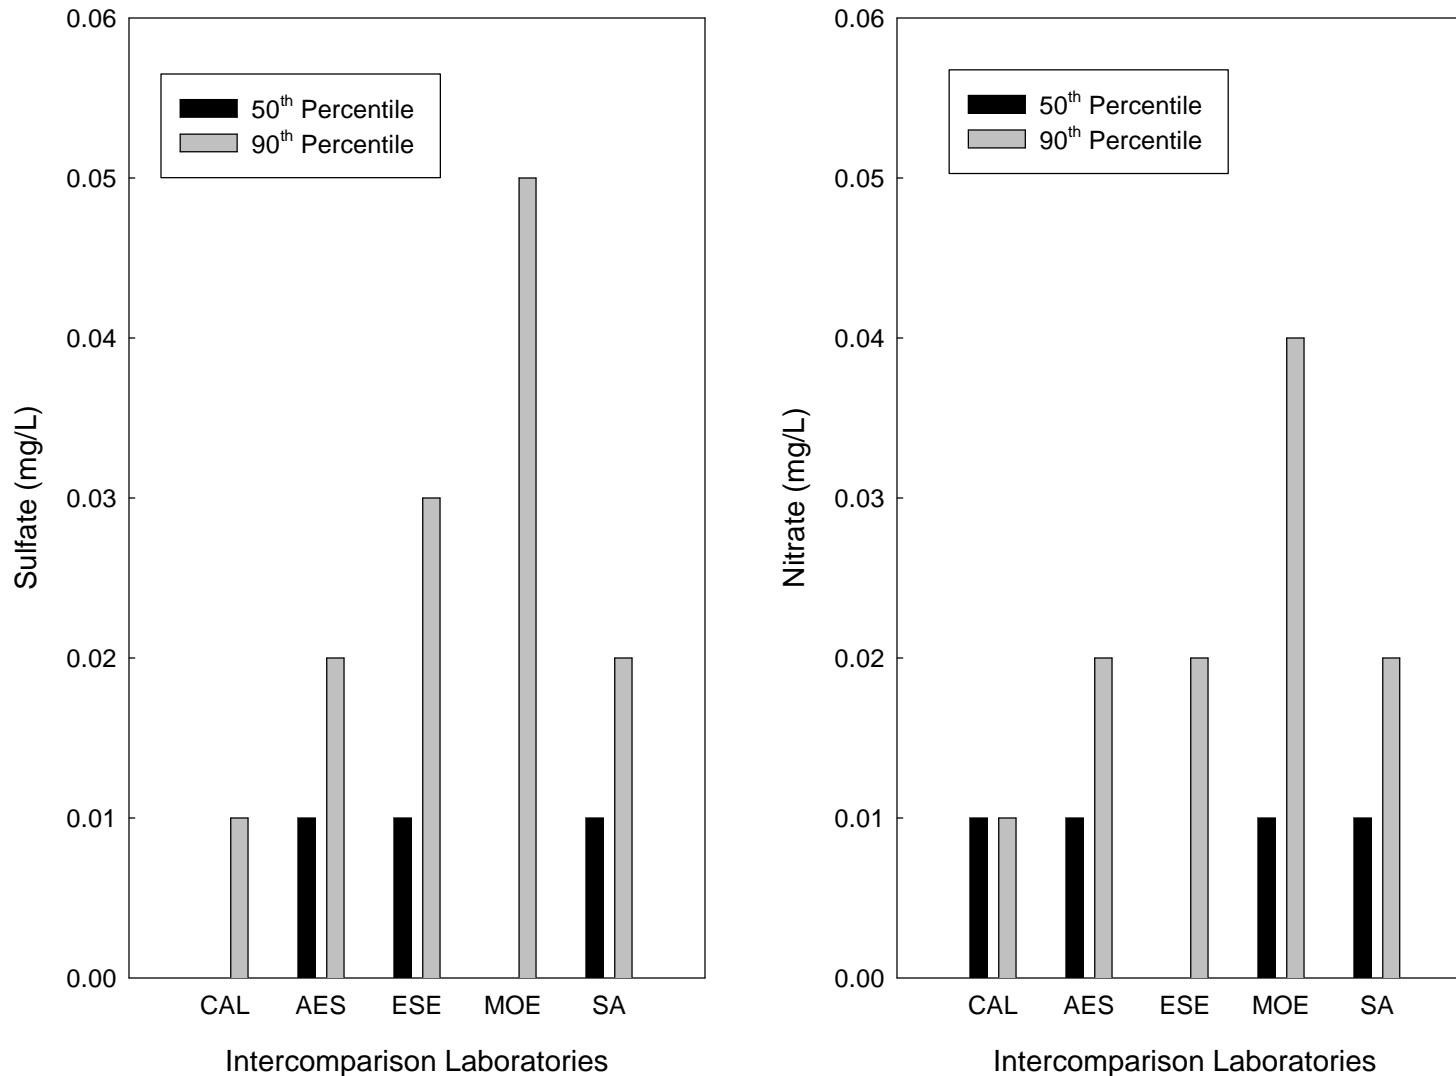 0.06
0.05
0.04
0.03
0.02
0.01
0.00
Sulfate (mg/L)
50th Percentile
90th Percentile
CAL AES ESE MOE SA
Intercomparison Laboratories
0.06
0.05
0.04
0.03
0.02
0.01
0.00
Nitrate (mg/L)
50th Percentile
90th Percentile
CAL AES ESE MOE SA
Intercomparison Laboratories